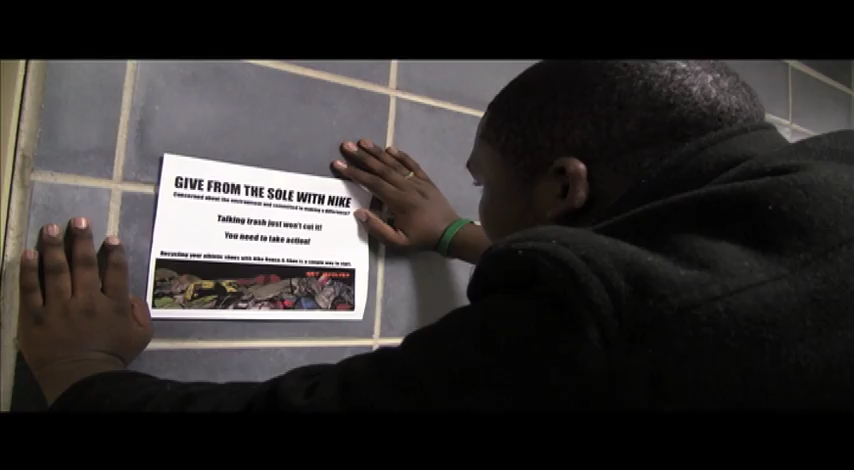 GIVE FROM THE SOLE WITH NIKE
Concerned about the environment and committed to making a difference?
Talking trash just won't cut it!
You need to take action!
Recycling your athletic shoes with Nike Reuse A Shoe is a simple way to start.
GET INVOLVED